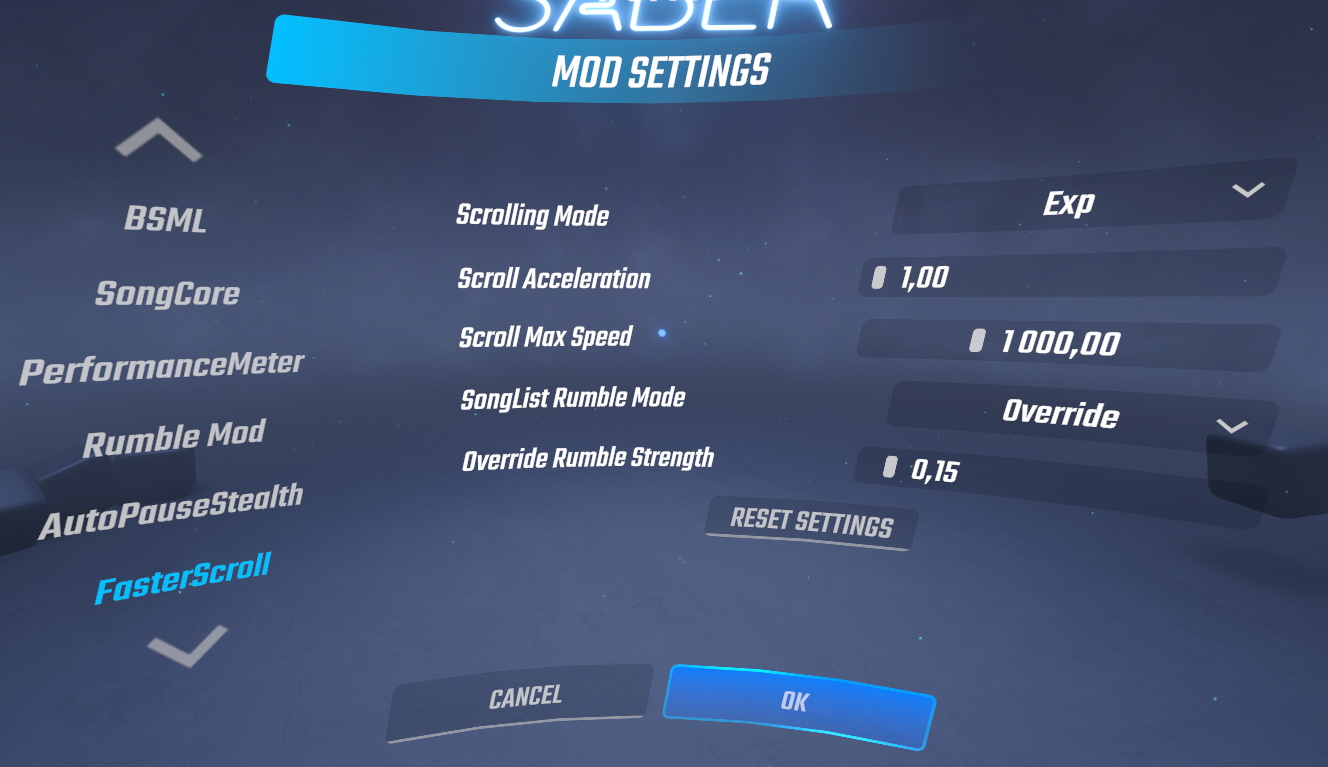 SABER
MOD SETTINGS
BSML
SongCore
PerformanceMeter
Rumble Mod
AutoPauseStealth
FasterScroll
Scrolling Mode
Exp
Scroll Acceleration
1,00
Scroll Max Speed
1 000,00
SongList Rumble Mode
Override
Override Rumble Strength
0,15
RESET SETTINGS
CANCEL
OK